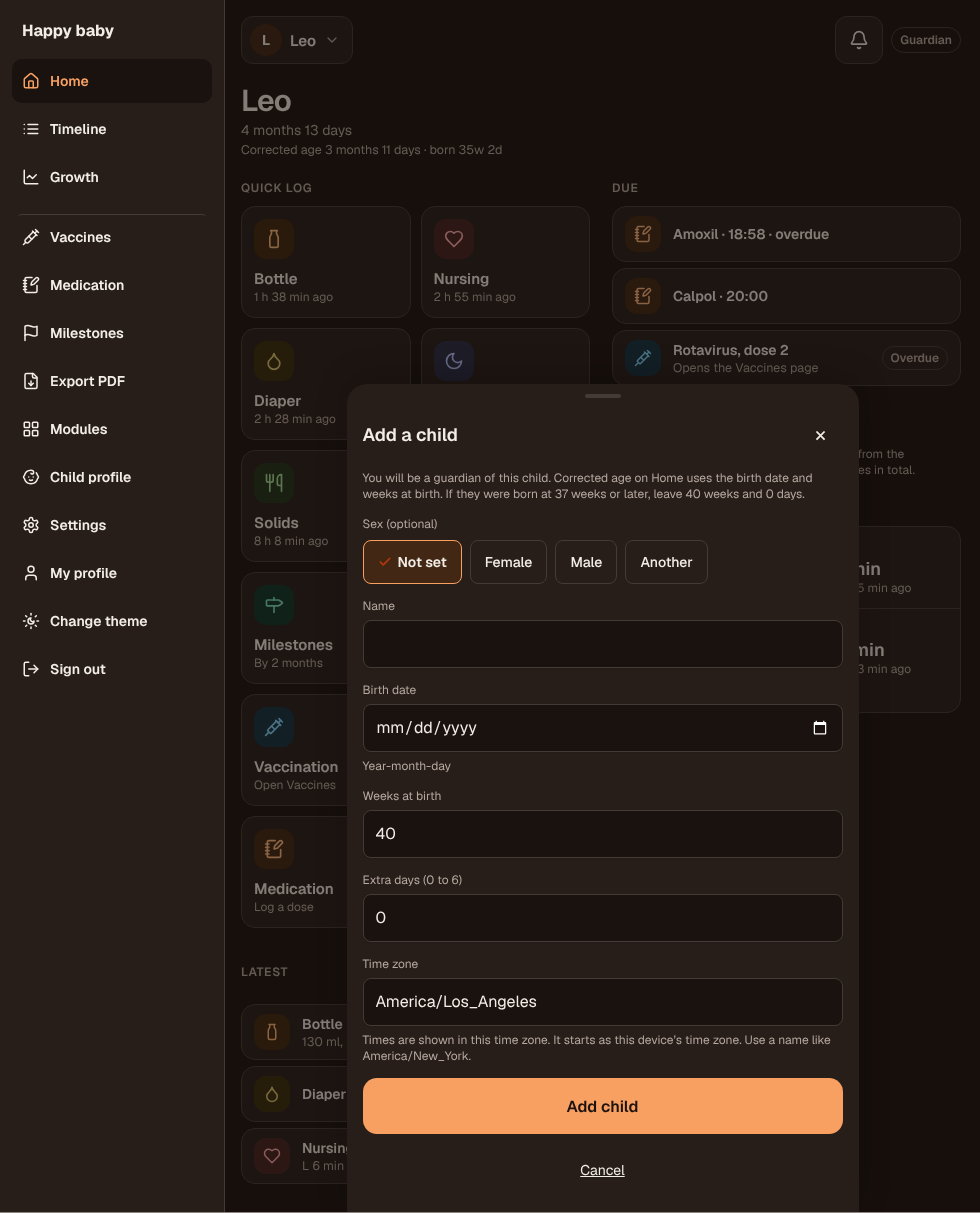 Happy baby
Home
Timeline
Growth
Vaccines
Medication
Milestones
Export PDF
Modules
Child profile
Settings
My profile
Change theme
Sign out
L Leo
Guardian
Leo
4 months 13 days
Corrected age 3 months 11 days · born 35w 2d
QUICK LOG
Bottle
1 h 38 min ago
Nursing
2 h 55 min ago
Diaper
2 h 28 min ago
Solids
8 h 8 min ago
Milestones
By 2 months
Vaccination
Open Vaccines
Medication
Log a dose
LATEST
Bottle
130 ml,
Diaper
Nursing
L 6 min
DUE
Amoxil · 18:58 · overdue
Calpol · 20:00
Rotavirus, dose 2
Opens the Vaccines page
Overdue
from the
in total.
min ago
min
min ago
Add a child
You will be a guardian of this child. Corrected age on Home uses the birth date and
weeks at birth. If they were born at 37 weeks or later, leave 40 weeks and 0 days.
Sex (optional)
Not set
Female
Male
Another
Name
Birth date
mm/dd/yyyy
Year-month-day
Weeks at birth
40
Extra days (0 to 6)
0
Time zone
America/Los_Angeles
Times are shown in this time zone. It starts as this device's time zone. Use a name like
America/New_York.
Add child
Cancel